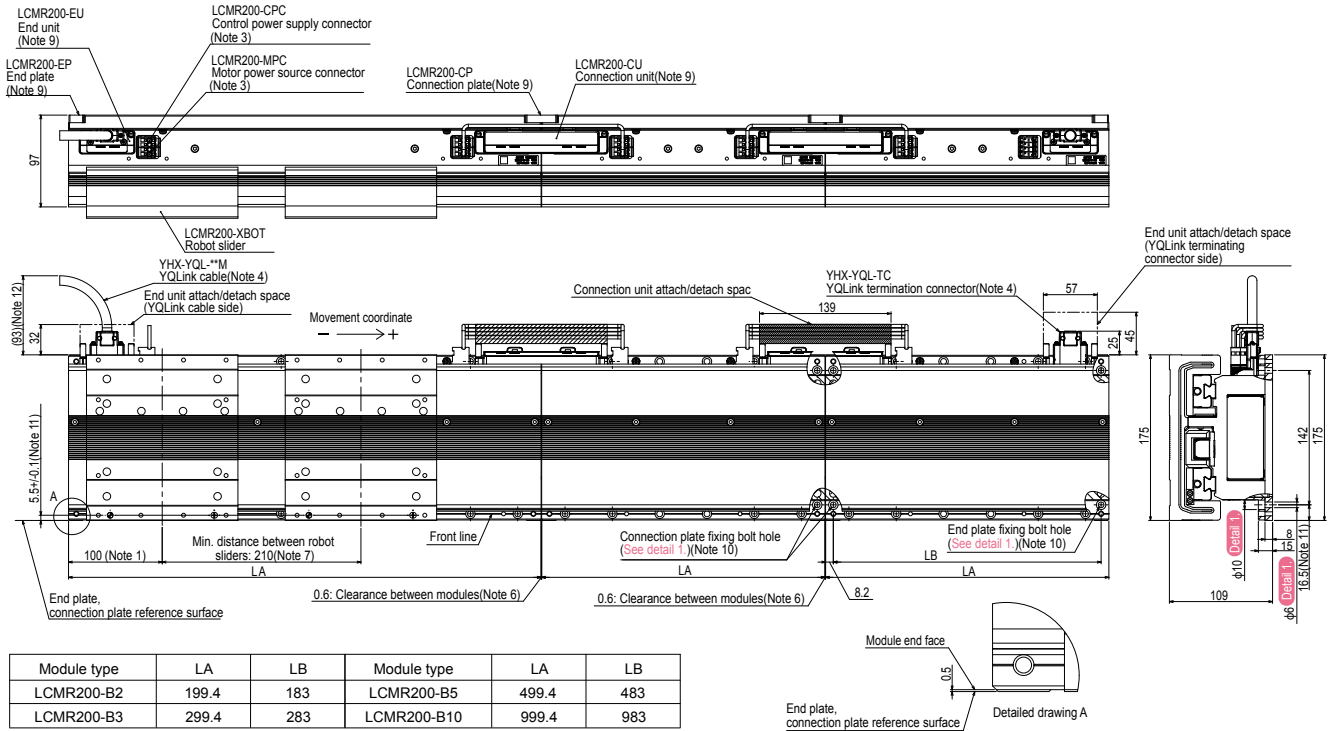 LCMR200-EU
End unit
(Note 9)
LCMR200-EP
End plate
(Note 9)
LCMR200-CPC
Control power supply connector
(Note 3)
LCMR200-MPC
Motor power source connector
(Note 3)
LCMR200-CP
Connection plate(Note 9)
LCMR200-CU
Connection unit(Note 9)
97
LCMR200-XBOT
Robot slider
YHX-YQL-**M
YQLink cable(Note 4)
End unit attach/detach space
(YQLink cable side)
Movement coordinate
− +
Connection unit attach/detach spac
139
YHX-YQL-TC
YQLink termination connector(Note 4)
End unit attach/detach space
(YQLink terminating
connector side)
57
25
45
(93)(Note 12)
32
5.5+/-0.1(Note 11)
A
175
142
175
100 (Note 1)
Min. distance between robot
sliders: 210(Note 7)
Front line
Connection plate fixing bolt hole
(See detail 1.)(Note 10)
End plate fixing bolt hole
(See detail 1.)(Note 10)
LB
LA
LA
LA
8.2
End plate,
connection plate reference surface
0.6: Clearance between modules(Note 6)
0.6: Clearance between modules(Note 6)
ϕ10 Detail 1.
ϕ6 Detail 1.
8
15
16.5(Note 11)
109
Module end face
0.5
End plate,
connection plate reference surface
Detailed drawing A
Module type LA LB Module type LA LB
LCMR200-B2 199.4 183 LCMR200-B5 499.4 483
LCMR200-B3 299.4 283 LCMR200-B10 999.4 983